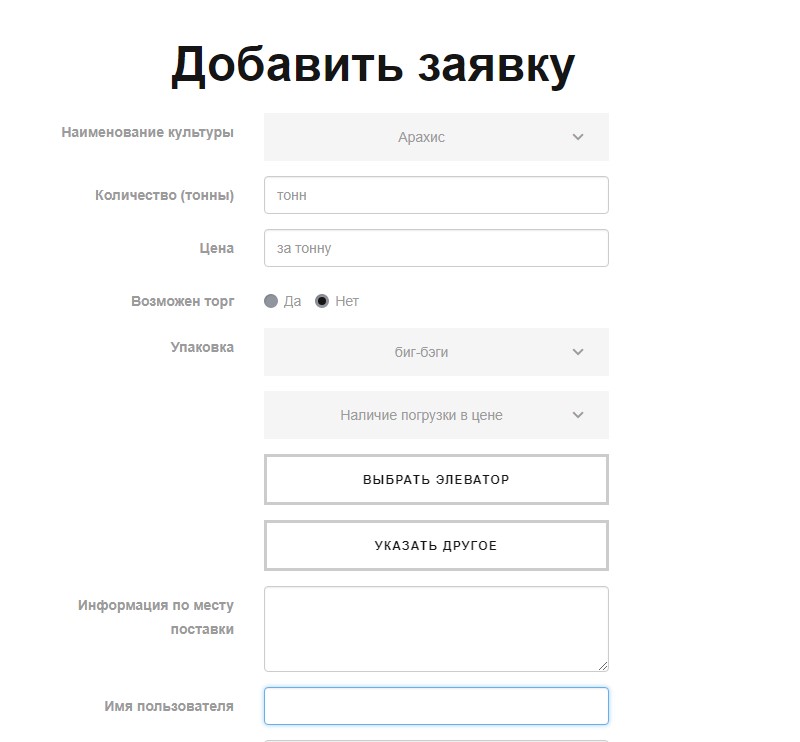 Добавить заявку
Наименование культуры
Арахис
Количество (тонны)
тонн
Цена
за тонну
Возможен торг
Да Нет
Упаковка
биг-бэги
Наличие погрузки в цене
ВЫБРАТЬ ЭЛЕВАТОР
УКАЗАТЬ ДРУГОЕ
Информация по месту
поставки
Имя пользователя